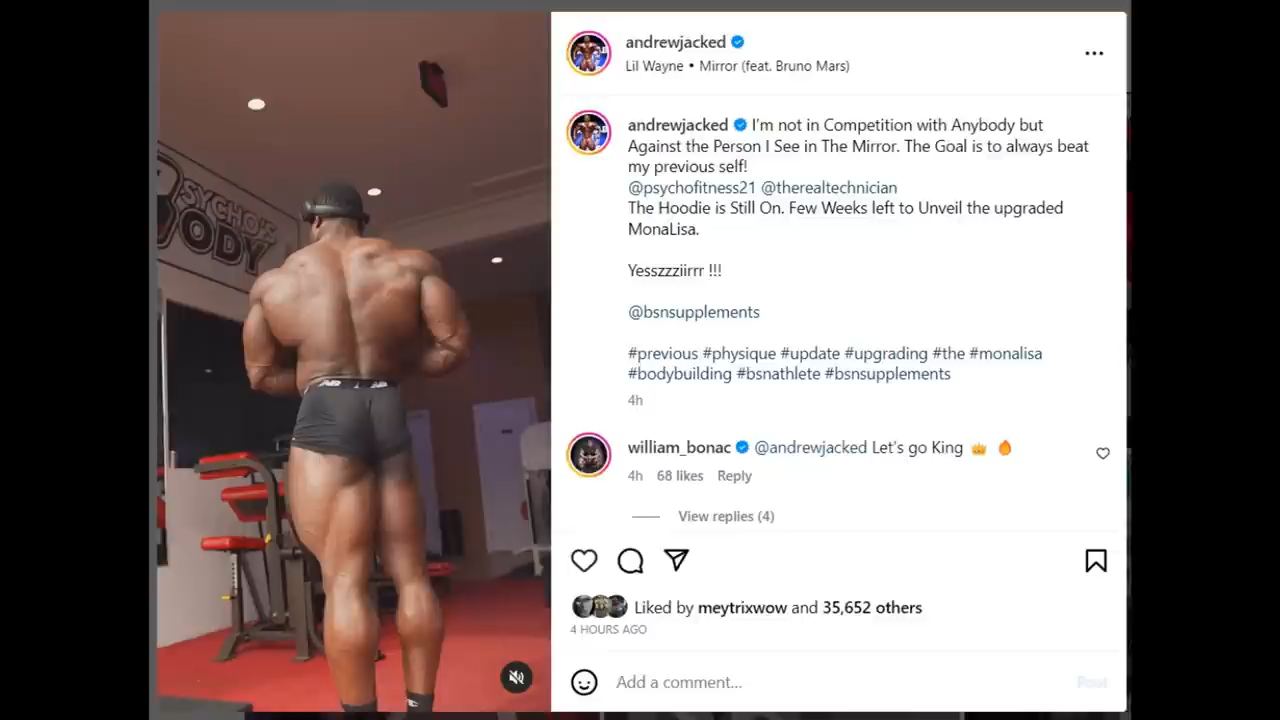 PSYCHO'S
BODY
NB
andrewjacked
Lil Wayne • Mirror (feat. Bruno Mars)
andrewjacked I'm not in Competition with Anybody but
Against the Person I See in The Mirror. The Goal is to always beat
my previous self!
@psychofitness21 @therealtechnician
The Hoodie is Still On. Few Weeks left to Unveil the upgraded
MonaLisa.
Yesszzziirrr !!!
@bsnsupplements
#previous #physique #update #upgrading #the #monalisa
#bodybuilding #bsnathlete #bsnsupplements
4h
william_bonac @andrewjacked Let's go King 👑 🔥
4h 68 likes Reply
View replies (4)
Liked by meytrixwow and 35,652 others
4 HOURS AGO
Add a comment...
Post